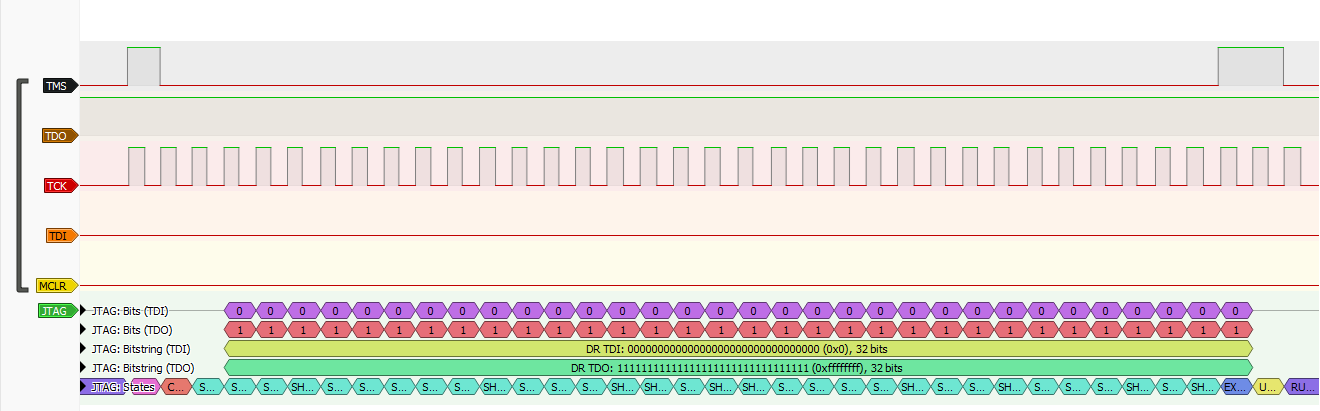 TMS
TDO
TCK
TDI
MCLR
JTAG
JTAG: Bits (TDI) 0 0 0 0 0 0 0 0 0 0 0 0 0 0 0 0 0 0 0 0 0 0 0 0 0 0 0 0 0 0 0 0
JTAG: Bits (TDO) 1 1 1 1 1 1 1 1 1 1 1 1 1 1 1 1 1 1 1 1 1 1 1 1 1 1 1 1 1 1 1 1
JTAG: Bitstring (TDI) DR TDI: 00000000000000000000000000000000 (0x0), 32 bits
JTAG: Bitstring (TDO) DR TDO: 11111111111111111111111111111111 (0xffffffff), 32 bits
JTAG: States C... S... S... S... SH... S... S... S... S... S... SH... S... S... S... SH... S... S... SH... SH... S... S... S... S... SH... S... SH... S... S... S... SH... S... SH... EX... U... RU...